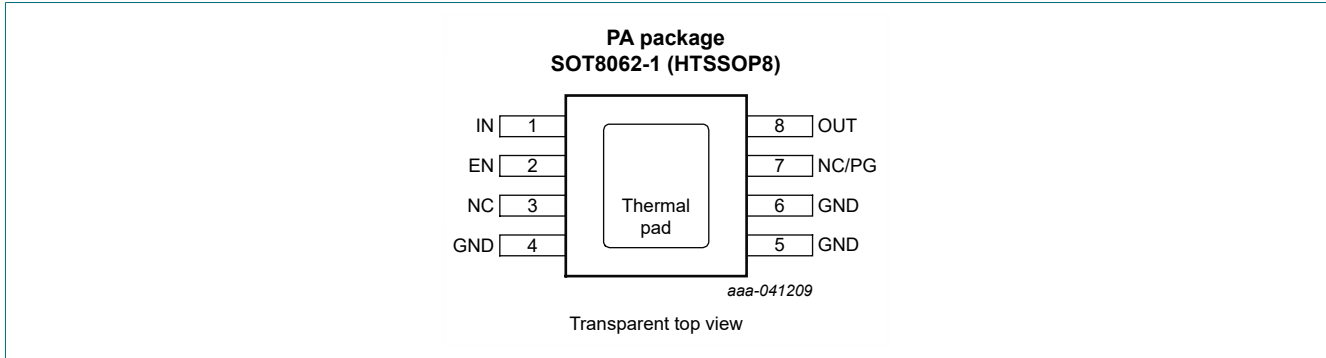 PA package
SOT8062-1 (HTSSOP8)
IN 1
EN 2
NC 3
GND 4
Thermal
pad
8 OUT
7 NC/PG
6 GND
5 GND
aaa-041209
Transparent top view